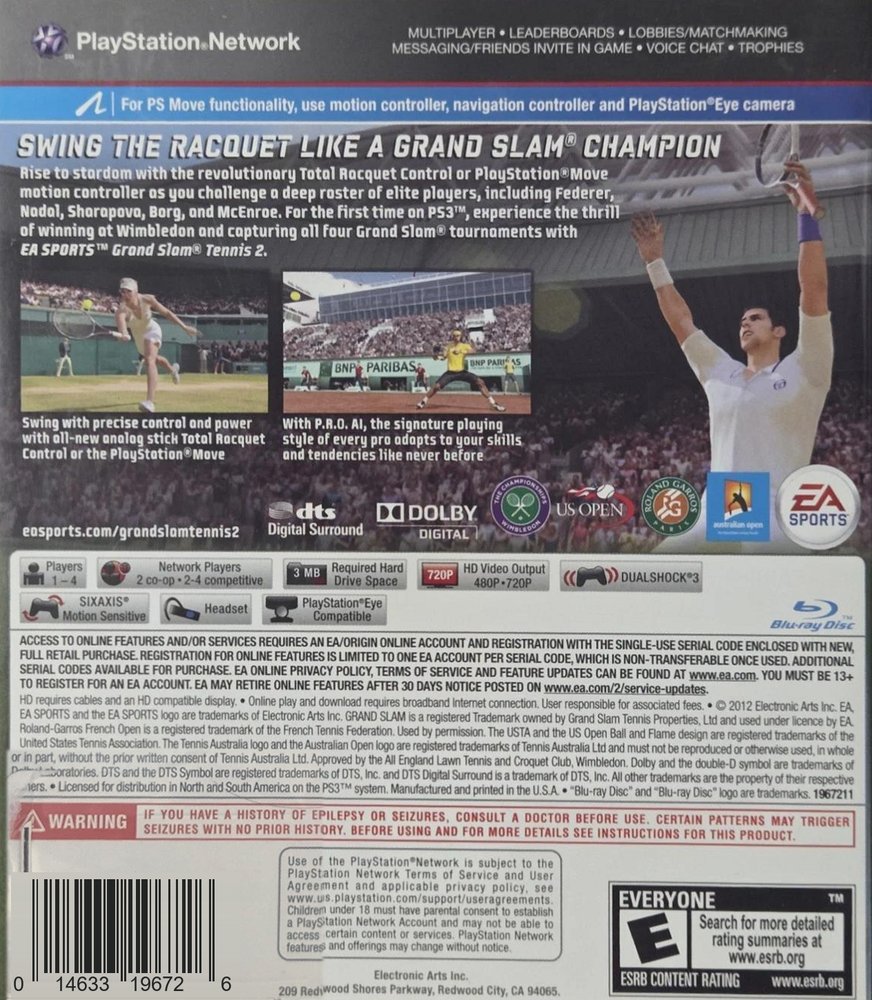 PlayStation®Network
SM
MULTIPLAYER • LEADERBOARDS • LOBBIES/MATCHMAKING
MESSAGING/FRIENDS INVITE IN GAME • VOICE CHAT • TROPHIES
For PS Move functionality, use motion controller, navigation controller and PlayStation®Eye camera
SWING THE RACQUET LIKE A GRAND SLAM® CHAMPION
Rise to stardom with the revolutionary Total Racquet Control or PlayStation®Move
motion controller as you challenge a deep roster of elite players, including Federer,
Nadal, Sharapova, Borg, and McEnroe. For the first time on PS3™, experience the thrill
of winning at Wimbledon and capturing all four Grand Slam® tournaments with
EA SPORTS™ Grand Slam® Tennis 2.
BNP PARIBAS
BNP PARIBAS
Swing with precise control and power
with all-new analog stick Total Racquet
Control or the PlayStation®Move
With P.R.O. AI, the signature playing
style of every pro adapts to your skills
and tendencies like never before
easports.com/grandslamtennis2
dts
Digital Surround
DOLBY
DIGITAL
THE CHAMPIONSHIPS
WIMBLEDON
US OPEN
ROLAND GARROS
PARIS
australian open
EA
SPORTS™
Players
1 – 4
Network Players
2 co-op • 2-4 competitive
3 MB
Required Hard
Drive Space
720P
HD Video Output
480P • 720P
DUALSHOCK®3
SIXAXIS®
Motion Sensitive
Headset
PlayStation®Eye
Compatible
Blu-ray Disc™
ACCESS TO ONLINE FEATURES AND/OR SERVICES REQUIRES AN EA/ORIGIN ONLINE ACCOUNT AND REGISTRATION WITH THE SINGLE-USE SERIAL CODE ENCLOSED WITH NEW,
FULL RETAIL PURCHASE. REGISTRATION FOR ONLINE FEATURES IS LIMITED TO ONE EA ACCOUNT PER SERIAL CODE, WHICH IS NON-TRANSFERABLE ONCE USED. ADDITIONAL
SERIAL CODES AVAILABLE FOR PURCHASE. EA ONLINE PRIVACY POLICY, TERMS OF SERVICE AND FEATURE UPDATES CAN BE FOUND AT www.ea.com. YOU MUST BE 13+
TO REGISTER FOR AN EA ACCOUNT. EA MAY RETIRE ONLINE FEATURES AFTER 30 DAYS NOTICE POSTED ON www.ea.com/2/service-updates.
HD requires cables and an HD compatible display. • Online play and download requires broadband Internet connection. User responsible for associated fees. • © 2012 Electronic Arts Inc. EA,
EA SPORTS and the EA SPORTS logo are trademarks of Electronic Arts Inc. GRAND SLAM is a registered Trademark owned by Grand Slam Tennis Properties, Ltd and used under licence by EA.
Roland-Garros French Open is a registered trademark of the French Tennis Federation. Used by permission. The USTA and the US Open Ball and Flame design are registered trademarks of the
United States Tennis Association. The Tennis Australia logo and the Australian Open logo are registered trademarks of Tennis Australia Ltd and must not be reproduced or otherwise used, in whole
or in part, without the prior written consent of Tennis Australia Ltd. Approved by the All England Lawn Tennis and Croquet Club, Wimbledon. Dolby and the double-D symbol are trademarks of
Laboratories. DTS and the DTS Symbol are registered trademarks of DTS, Inc. and DTS Digital Surround is a trademark of DTS, Inc. All other trademarks are the property of their respective
ners. • Licensed for distribution in North and South America on the PS3™ system. Manufactured and printed in the U.S.A. • “Blu-ray Disc” and “Blu-ray Disc” logo are trademarks. 1967211
WARNING
IF YOU HAVE A HISTORY OF EPILEPSY OR SEIZURES, CONSULT A DOCTOR BEFORE USE. CERTAIN PATTERNS MAY TRIGGER
SEIZURES WITH NO PRIOR HISTORY. BEFORE USING AND FOR MORE DETAILS SEE INSTRUCTIONS FOR THIS PRODUCT.
Use of the PlayStation®Network is subject to the
PlayStation Network Terms of Service and User
Agreement and applicable privacy policy, see
www.us.playstation.com/support/useragreements.
Children under 18 must have parental consent to establish
a PlayStation Network Account and may not be able to
access certain content or services. PlayStation Network
features and offerings may change without notice.
Electronic Arts Inc.
209 Redwood Shores Parkway, Redwood City, CA 94065.
0 14633 19672 6
EVERYONE
TM
E
Search for more detailed
rating summaries at
www.esrb.org
ESRB CONTENT RATING www.esrb.org